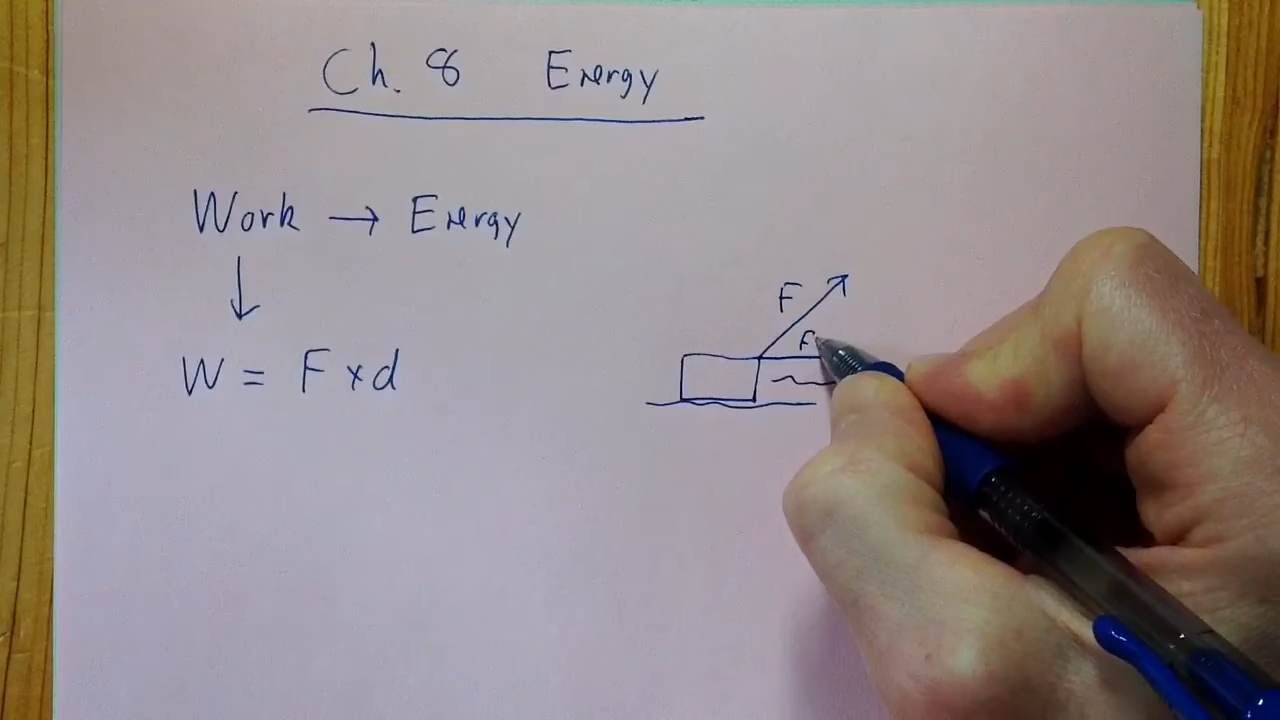 Ch. 8 Energy
Work → Energy
↓
W = F x d
F
F